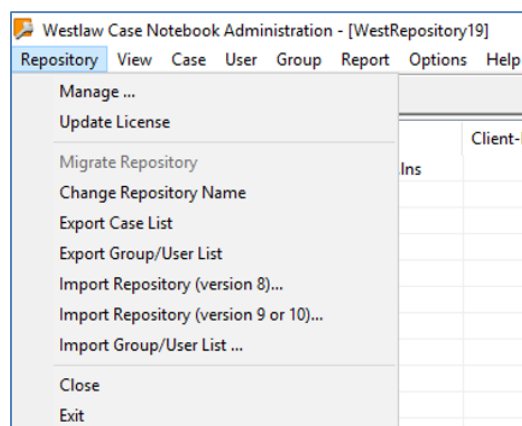 Westlaw Case Notebook Administration - [WestRepository19]
Repository View Case User Group Report Options Help
Manage ...
Update License
Client-
Migrate Repository
.Ins
Change Repository Name
Export Case List
Export Group/User List
Import Repository (version 8)...
Import Repository (version 9 or 10)...
Import Group/User List ...
Close
Exit